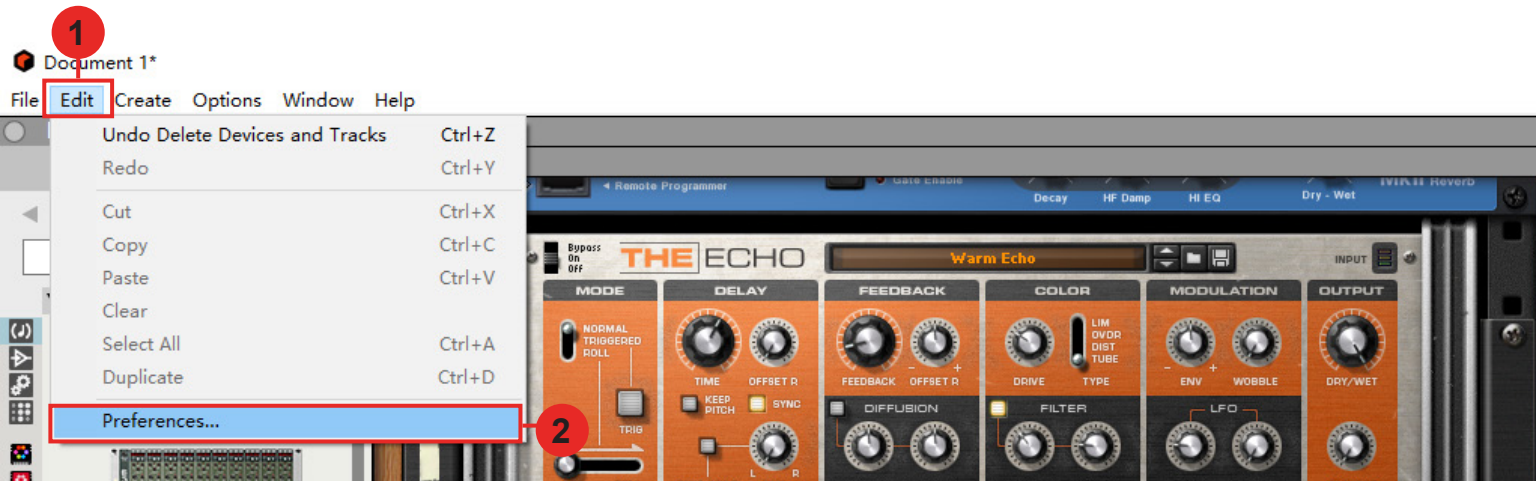 1
Document 1*
File Edit Create Options Window Help
Undo Delete Devices and Tracks Ctrl+Z
Redo Ctrl+Y
Cut Ctrl+X
Copy Ctrl+C
Paste Ctrl+V
Clear
Select All Ctrl+A
Duplicate Ctrl+D
Preferences...
2
Remote Programmer
Gate Enable
Decay HF Damp HI EQ Dry - Wet
MKII Reverb
Bypass
On
Off
THE ECHO
Warm Echo
INPUT
MODE DELAY FEEDBACK COLOR MODULATION OUTPUT
NORMAL
TRIGGERED
ROLL
TRIG
TIME OFFSET R
KEEP
PITCH
SYNC
L R
FEEDBACK - OFFSET R +
DIFFUSION
LIM
OVDR
DIST
TUBE
DRIVE TYPE
FILTER
- ENV + WOBBLE
LFO
DRY/WET